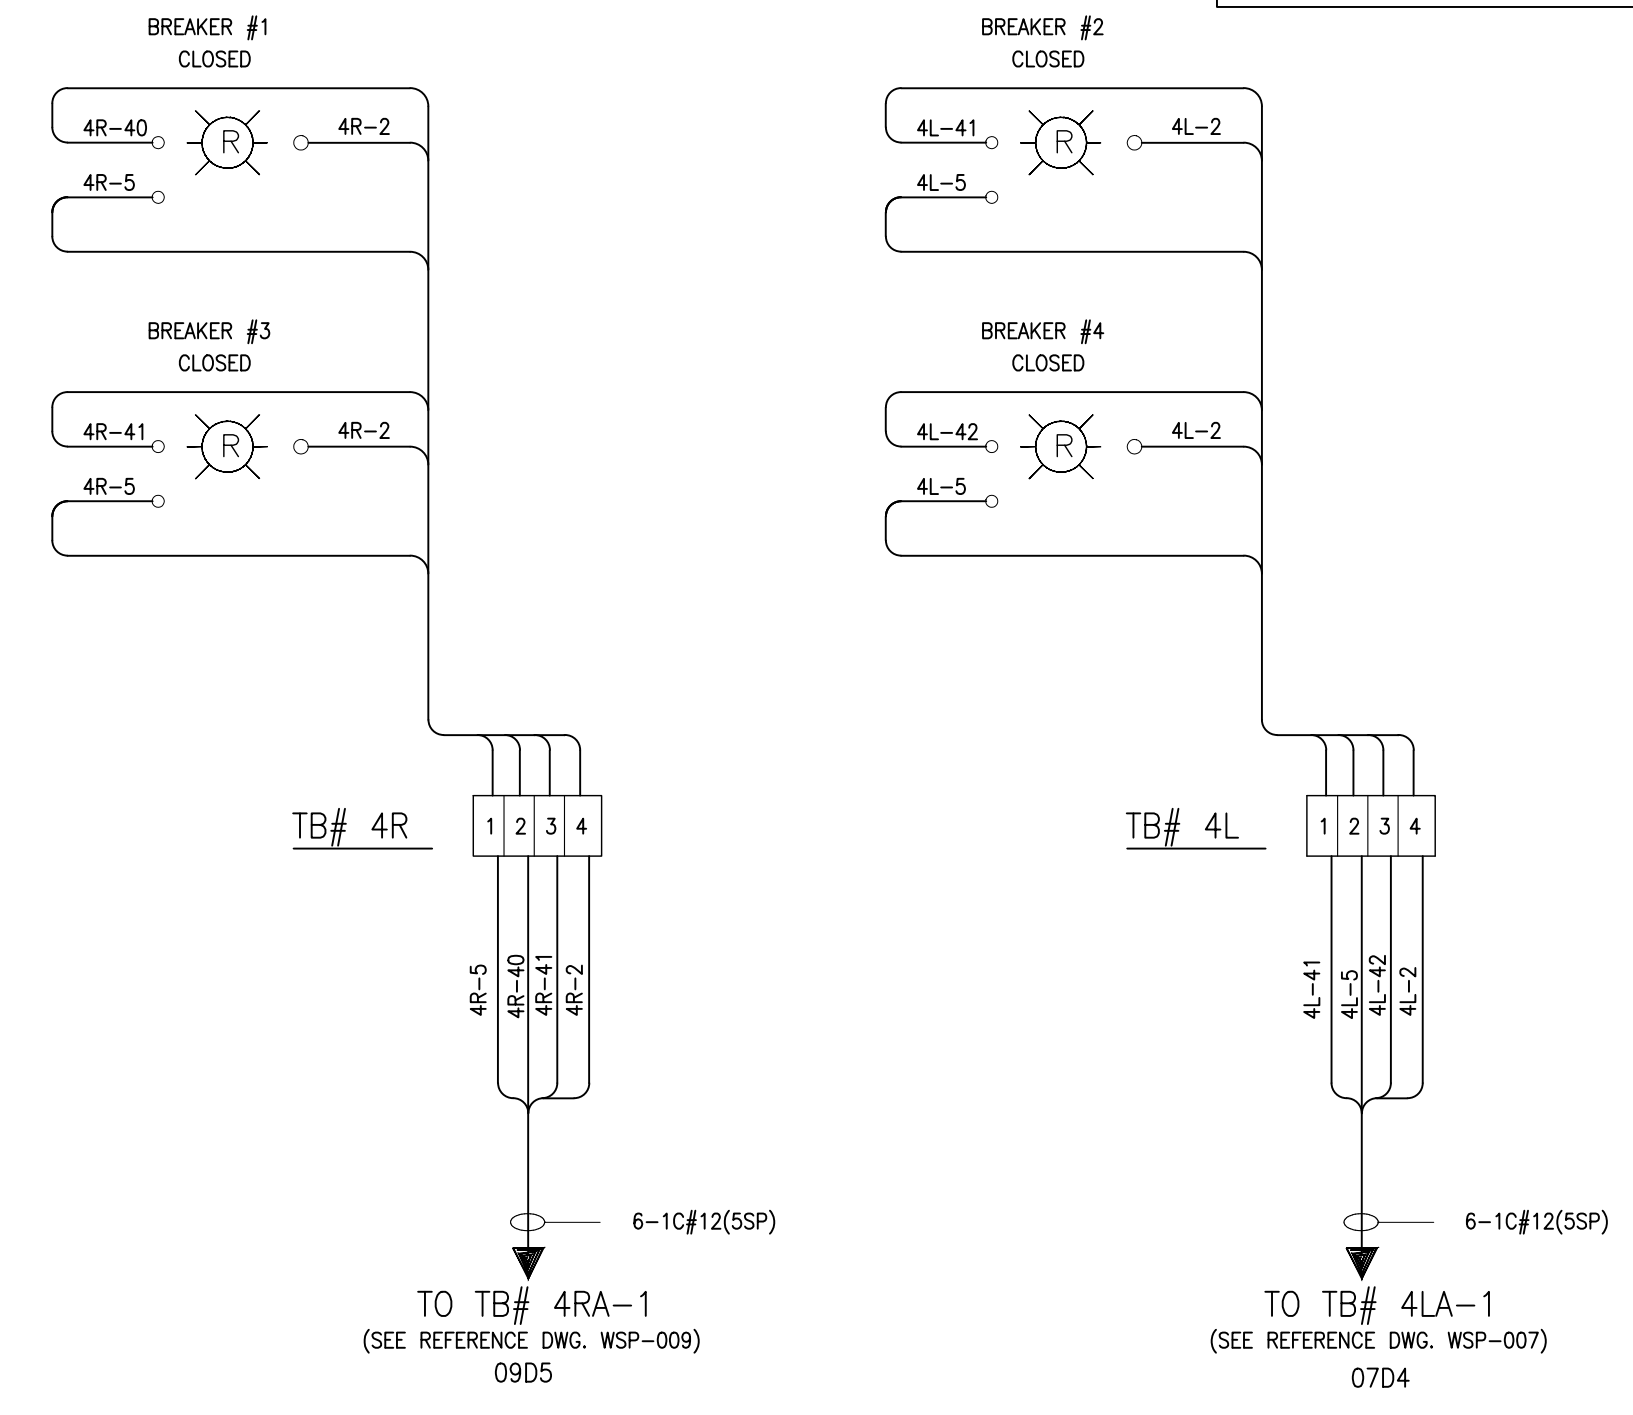 BREAKER #1
CLOSED
4R-40
R
4R-2
4R-5
BREAKER #3
CLOSED
4R-41
R
4R-2
4R-5
TB# 4R
1 2 3 4
4R-5
4R-40
4R-41
4R-2
6-1C#12(5SP)
TO TB# 4RA-1
(SEE REFERENCE DWG. WSP-009)
09D5
BREAKER #2
CLOSED
4L-41
R
4L-2
4L-5
BREAKER #4
CLOSED
4L-42
R
4L-2
4L-5
TB# 4L
1 2 3 4
4L-41
4L-5
4L-42
4L-2
6-1C#12(5SP)
TO TB# 4LA-1
(SEE REFERENCE DWG. WSP-007)
07D4